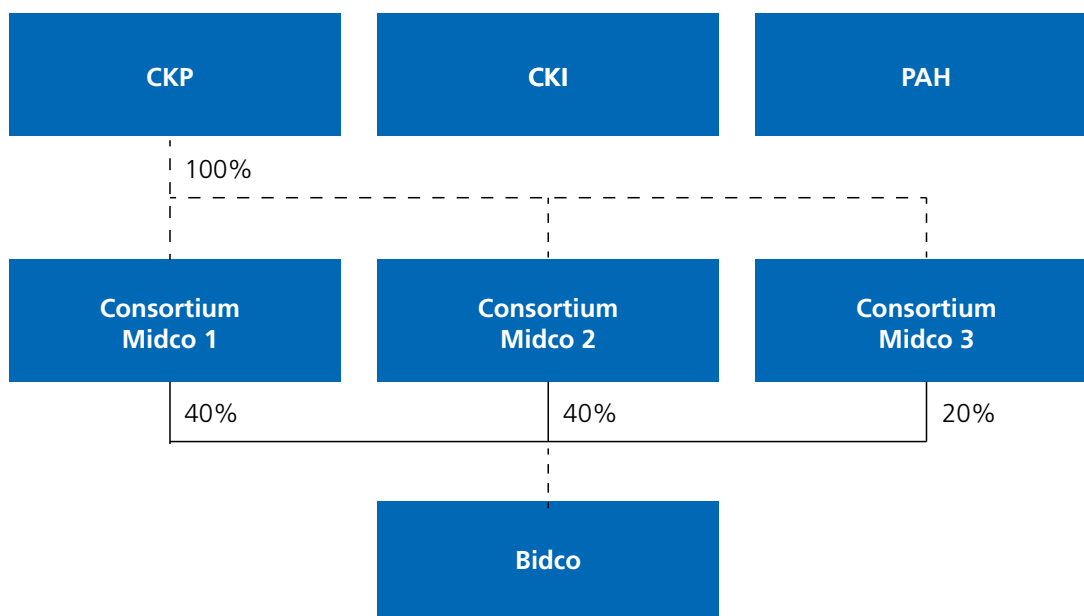 CKP
CKI
PAH
100%
Consortium
Midco 1
Consortium
Midco 2
Consortium
Midco 3
40%
40%
20%
Bidco